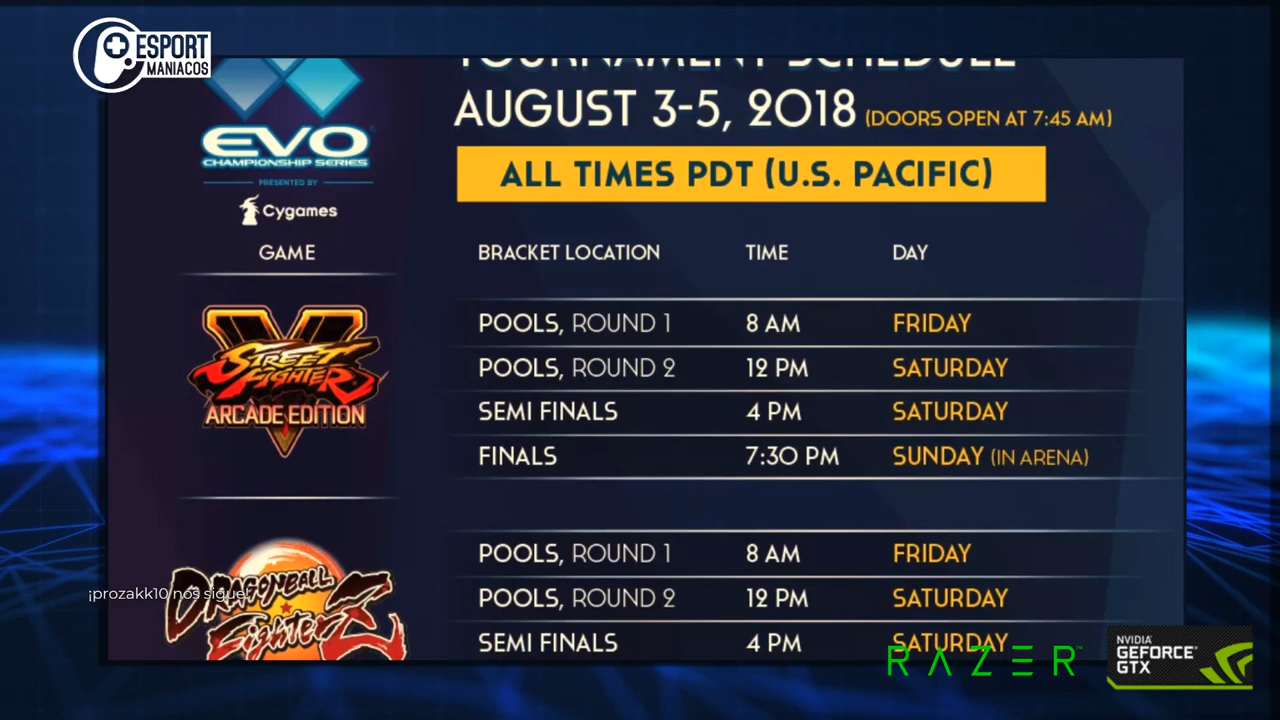 ESPORT
MANIACOS
TOURNAMENT SCHEDULE
AUGUST 3-5, 2018 (DOORS OPEN AT 7:45 AM)
EVO
CHAMPIONSHIP SERIES
PRESENTED BY
Cygames
ALL TIMES PDT (U.S. PACIFIC)
GAME BRACKET LOCATION TIME DAY
V
STREET
FIGHTER
ARCADE EDITION
POOLS, ROUND 1 8 AM FRIDAY
POOLS, ROUND 2 12 PM SATURDAY
SEMI FINALS 4 PM SATURDAY
FINALS 7:30 PM SUNDAY (IN ARENA)
DRAGONBALL
FighterZ
¡prozakk10 nos sigue!
POOLS, ROUND 1 8 AM FRIDAY
POOLS, ROUND 2 12 PM SATURDAY
SEMI FINALS 4 PM SATURDAY
RAZER™
NVIDIA
GEFORCE
GTX